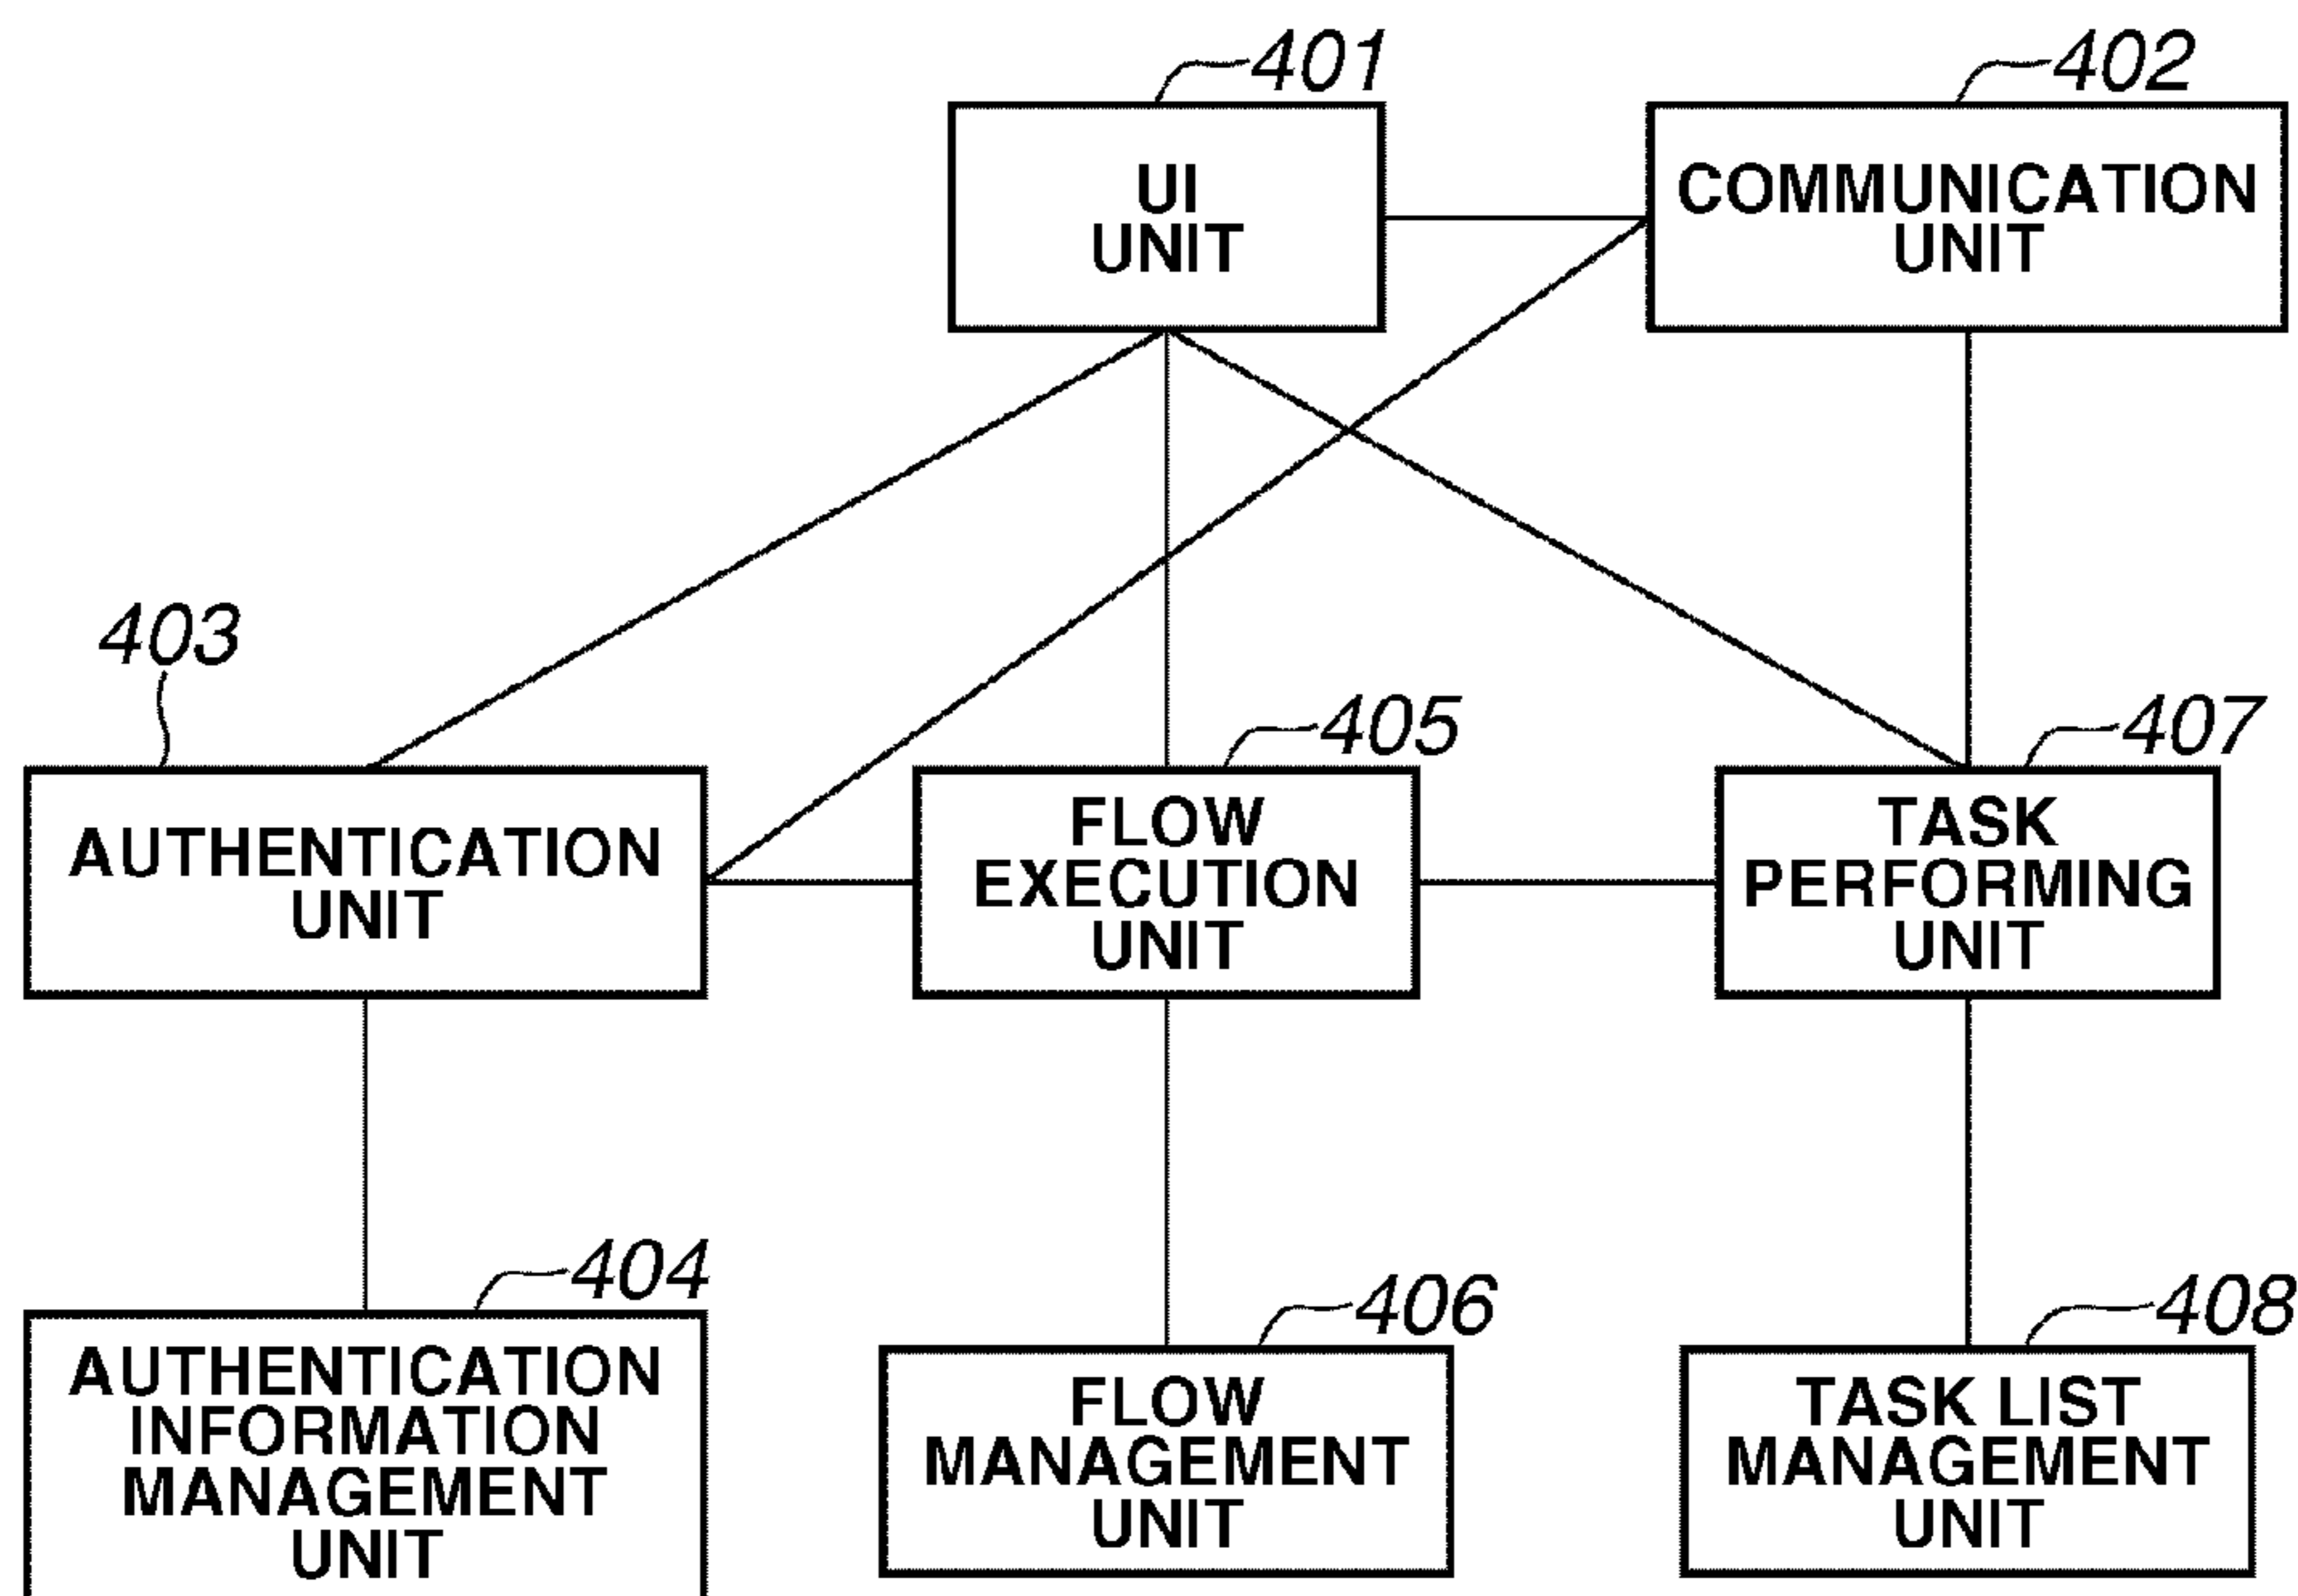 401
402
UI
UNIT
COMMUNICATION
UNIT
403
405
407
AUTHENTICATION
UNIT
FLOW
EXECUTION
UNIT
TASK
PERFORMING
UNIT
404
406
408
AUTHENTICATION
INFORMATION
MANAGEMENT
UNIT
FLOW
MANAGEMENT
UNIT
TASK LIST
MANAGEMENT
UNIT